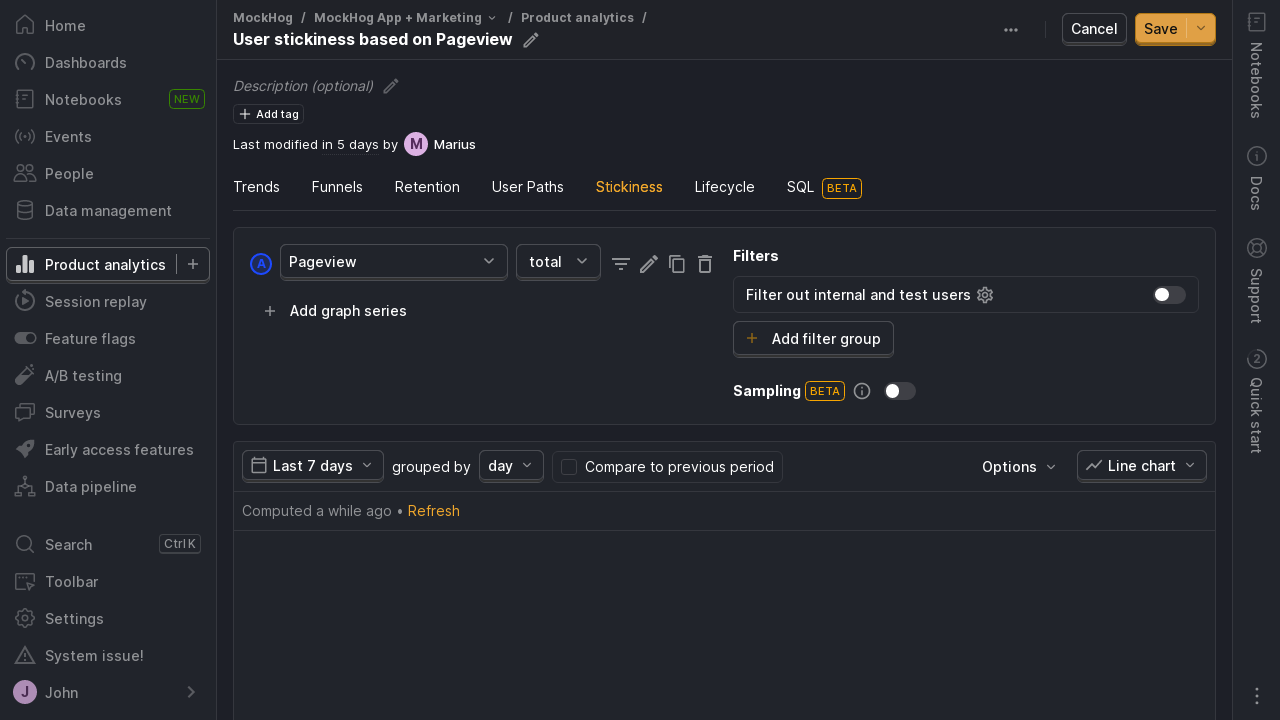 Home
Dashboards
Notebooks NEW
Events
People
Data management
Product analytics
Session replay
Feature flags
A/B testing
Surveys
Early access features
Data pipeline
Search Ctrl K
Toolbar
Settings
System issue!
J John
MockHog / MockHog App + Marketing / Product analytics /
User stickiness based on Pageview
Cancel Save
Description (optional)
Add tag
Last modified in 5 days by M Marius
Trends Funnels Retention User Paths Stickiness Lifecycle SQL BETA
A Pageview total
Add graph series
Filters
Filter out internal and test users
Add filter group
Sampling BETA
Last 7 days grouped by day Compare to previous period Options Line chart
Computed a while ago • Refresh
Notebooks
Docs
Support
2 Quick start